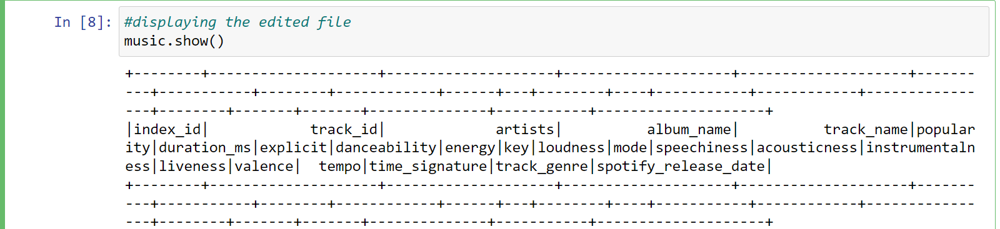 In [8]: #displaying the edited file
music.show()
+--------+--------------------+--------------------+--------------------+--------------------+-------
---+-----------+--------+------------+------+---+--------+----+-----------+------------+-------------
---+--------+-------+-------+--------------+-----------+--------------------+
|index_id|            track_id|             artists|          album_name|          track_name|popular
ity|duration_ms|explicit|danceability|energy|key|loudness|mode|speechiness|acousticness|instrumentaln
ess|liveness|valence|  tempo|time_signature|track_genre|spotify_release_date|
+--------+--------------------+--------------------+--------------------+--------------------+-------
---+-----------+--------+------------+------+---+--------+----+-----------+------------+-------------
---+--------+-------+-------+--------------+-----------+--------------------+